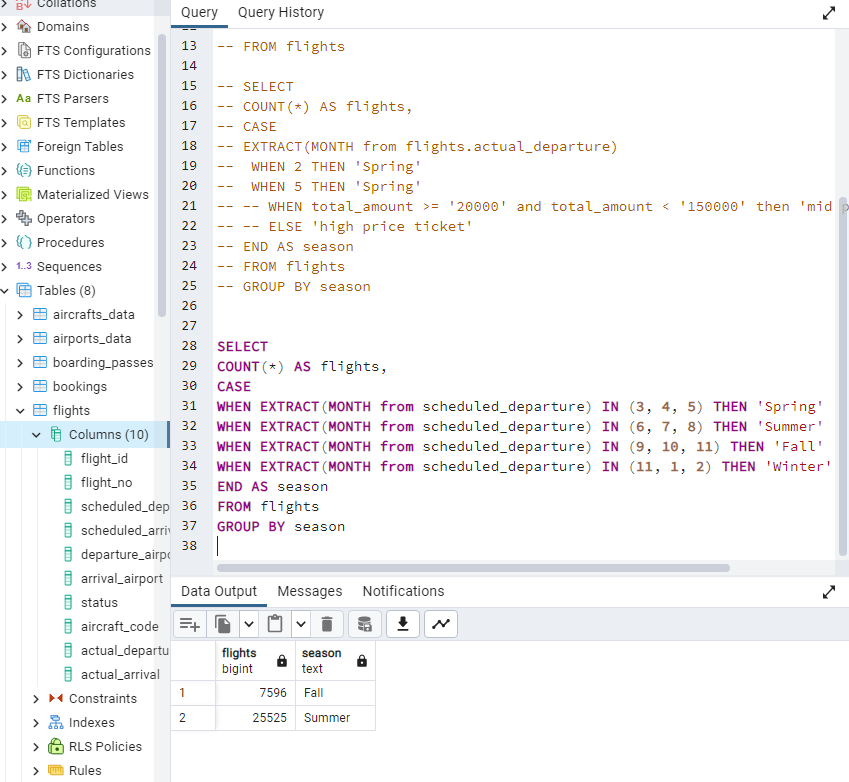 Collations
Domains
FTS Configurations
FTS Dictionaries
Aa FTS Parsers
FTS Templates
Foreign Tables
Functions
Materialized Views
Operators
Procedures
1..3 Sequences
Tables (8)
aircrafts_data
airports_data
boarding_passes
bookings
flights
Columns (10)
flight_id
flight_no
scheduled_dep
scheduled_arri
departure_airpo
arrival_airport
status
aircraft_code
actual_departu
actual_arrival
Constraints
Indexes
RLS Policies
Rules
Query Query History
13 -- FROM flights
14
15 -- SELECT
16 -- COUNT(*) AS flights,
17 -- CASE
18 -- EXTRACT(MONTH from flights.actual_departure)
19 --  WHEN 2 THEN 'Spring'
20 --  WHEN 5 THEN 'Spring'
21 -- -- WHEN total_amount >= '20000' and total_amount < '150000' then 'mid p
22 -- -- ELSE 'high price ticket'
23 -- END AS season
24 -- FROM flights
25 -- GROUP BY season
26
27
28 SELECT
29 COUNT(*) AS flights,
30 CASE
31 WHEN EXTRACT(MONTH from scheduled_departure) IN (3, 4, 5) THEN 'Spring'
32 WHEN EXTRACT(MONTH from scheduled_departure) IN (6, 7, 8) THEN 'Summer'
33 WHEN EXTRACT(MONTH from scheduled_departure) IN (9, 10, 11) THEN 'Fall'
34 WHEN EXTRACT(MONTH from scheduled_departure) IN (11, 1, 2) THEN 'Winter'
35 END AS season
36 FROM flights
37 GROUP BY season
38
Data Output Messages Notifications
flights season
bigint text
1 7596 Fall
2 25525 Summer